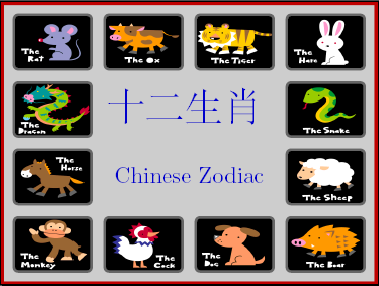 The Rat
The Ox
The Tiger
The Hare
The Dragon
十二生肖
The Snake
The Horse
Chinese Zodiac
The Sheep
The Monkey
The Cock
The Dog
The Boar